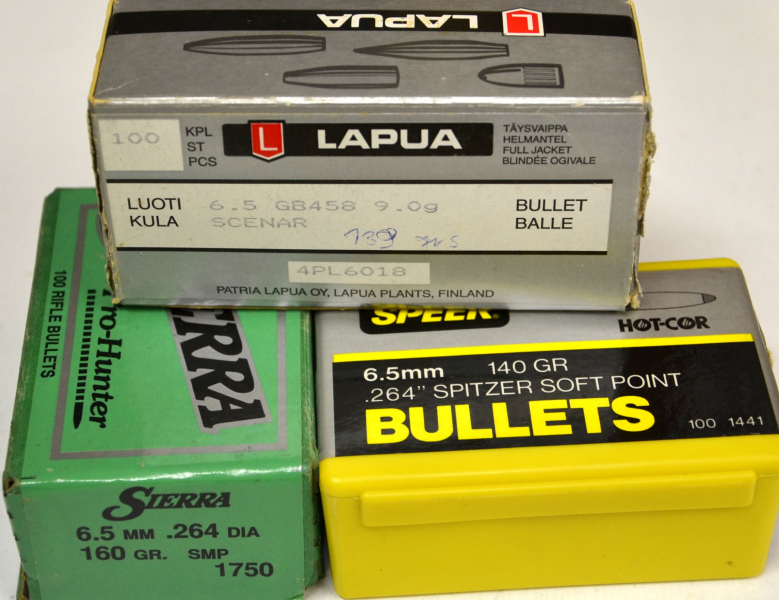 LAPUA L
100 KPL
ST
PCS
L LAPUA
TÄYSVAIPPA
HELMANTEL
FULL JACKET
BLINDÉE OGIVALE
LUOTI 6.5 GB458 9.0g BULLET
KULA SCENAR BALLE
139
4PL6018
PATRIA LAPUA OY, LAPUA PLANTS, FINLAND
100 RIFLE BULLETS
Pro-Hunter
ERRA
SIERRA
6.5 MM .264 DIA
160 GR. SMP
1750
SPEER
HOT-COR
6.5mm 140 GR
.264" SPITZER SOFT POINT
BULLETS 100 1441